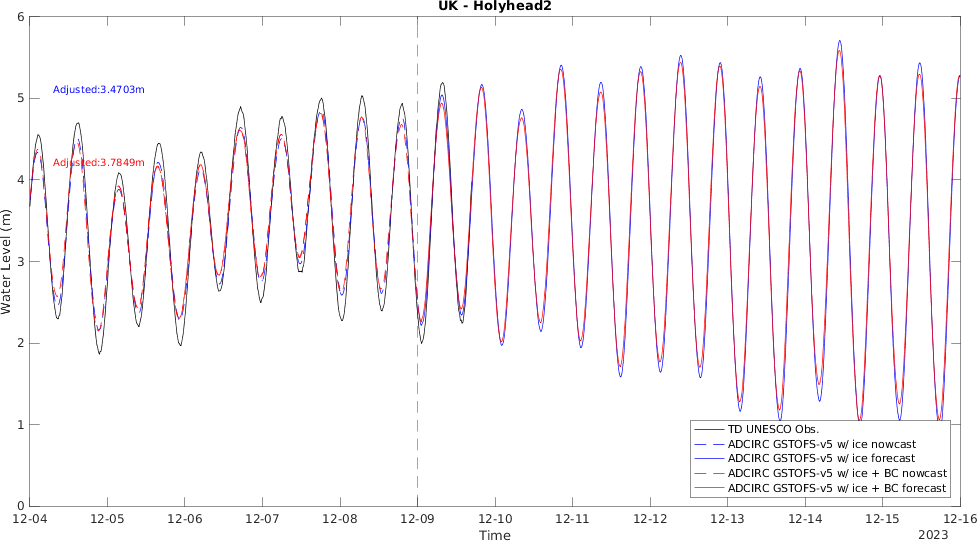 UK - Holyhead2
6
5
4
3
2
1
0
Water Level (m)
Adjusted:3.4703m
Adjusted:3.7849m
TD UNESCO Obs.
ADCIRC GSTOFS-v5 w/ ice nowcast
ADCIRC GSTOFS-v5 w/ ice forecast
ADCIRC GSTOFS-v5 w/ ice + BC nowcast
ADCIRC GSTOFS-v5 w/ ice + BC forecast
12-04 12-05 12-06 12-07 12-08 12-09 12-10 12-11 12-12 12-13 12-14 12-15 12-16
Time
2023